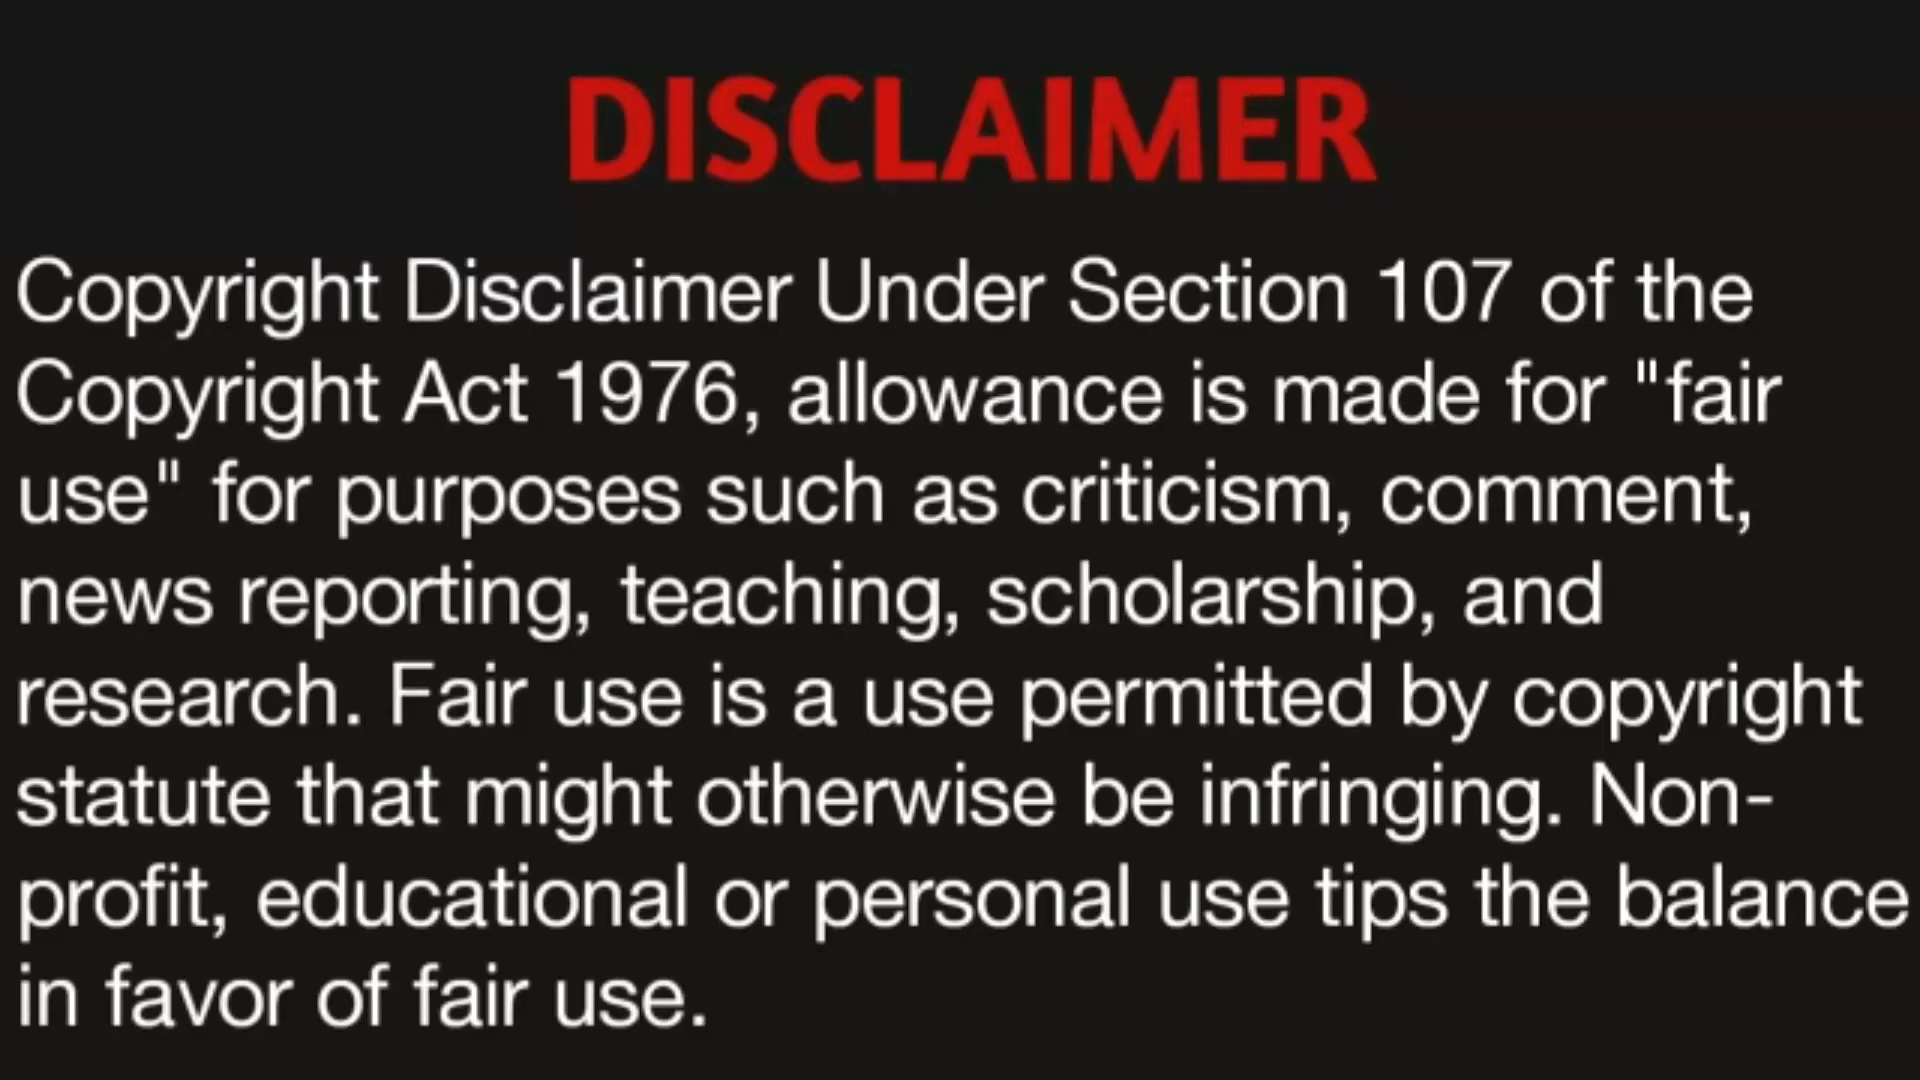 DISCLAIMER
Copyright Disclaimer Under Section 107 of the
Copyright Act 1976, allowance is made for "fair
use" for purposes such as criticism, comment,
news reporting, teaching, scholarship, and
research. Fair use is a use permitted by copyright
statute that might otherwise be infringing. Non-
profit, educational or personal use tips the balance
in favor of fair use.